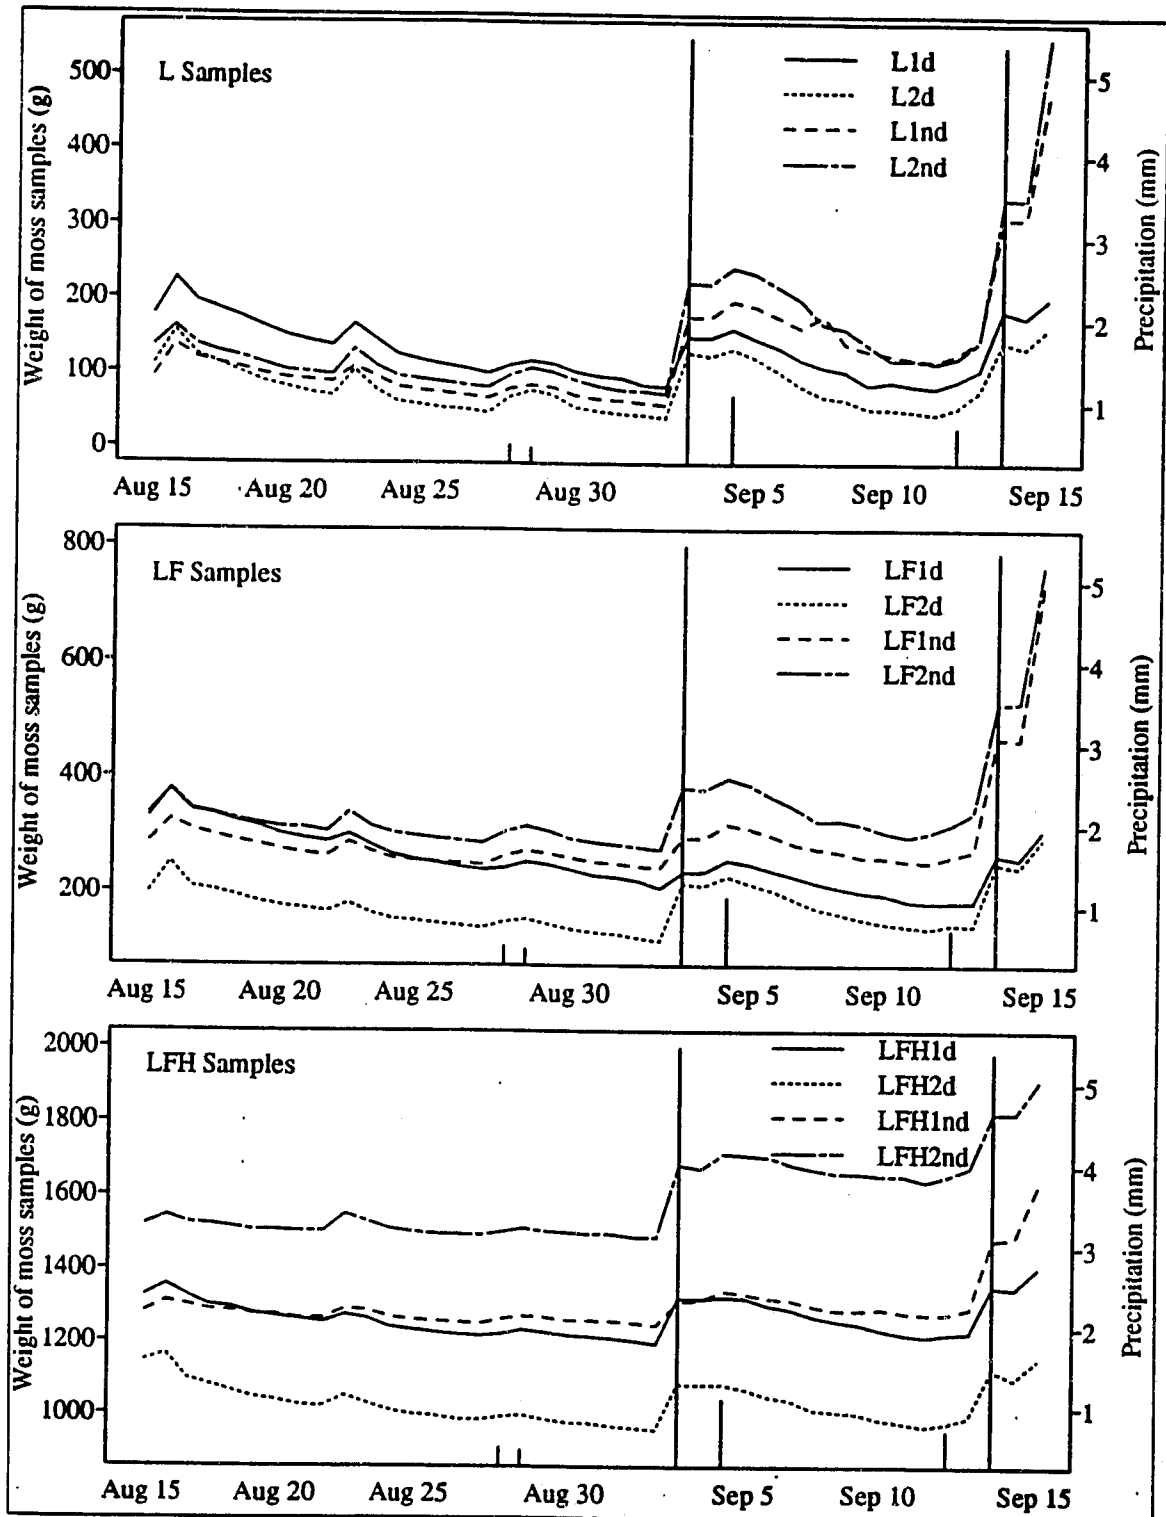 L Samples
L1d
L2d
L1nd
L2nd
500
400
300
200
100
0
5
4
3
2
1
Weight of moss samples (g)
Precipitation (mm)
Aug 15 Aug 20 Aug 25 Aug 30 Sep 5 Sep 10 Sep 15
LF Samples
LF1d
LF2d
LF1nd
LF2nd
800
600
400
200
5
4
3
2
1
Weight of moss samples (g)
Precipitation (mm)
Aug 15 Aug 20 Aug 25 Aug 30 Sep 5 Sep 10 Sep 15
LFH Samples
LFH1d
LFH2d
LFH1nd
LFH2nd
2000
1800
1600
1400
1200
1000
5
4
3
2
1
Weight of moss samples (g)
Precipitation (mm)
Aug 15 Aug 20 Aug 25 Aug 30 Sep 5 Sep 10 Sep 15